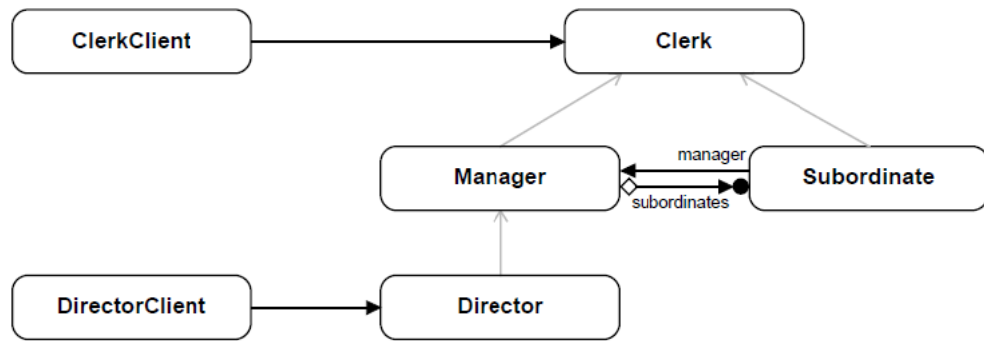 ClerkClient
Clerk
Manager
manager
subordinates
Subordinate
DirectorClient
Director